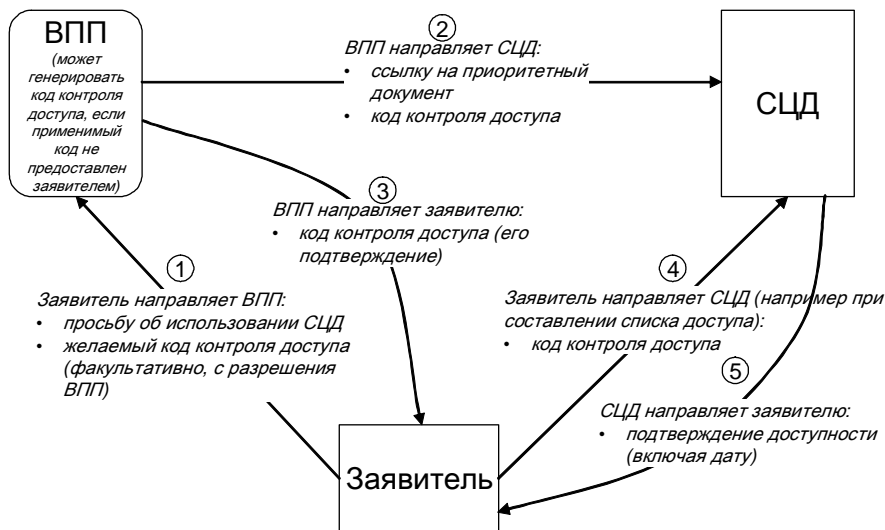 ВПП
(может
генерировать
код контроля
доступа, если
применимый
код не
предоставлен
заявителем)
2
ВПП направляет СЦД:
• ссылку на приоритетный
документ
• код контроля доступа
СЦД
3
ВПП направляет заявителю:
• код контроля доступа (его
подтверждение)
1
Заявитель направляет ВПП:
• просьбу об использовании СЦД
• желаемый код контроля доступа
(факультативно, с разрешения
ВПП)
4
Заявитель направляет СЦД (например при
составлении списка доступа):
• код контроля доступа
5
СЦД направляет заявителю:
• подтверждение доступности
(включая дату)
Заявитель